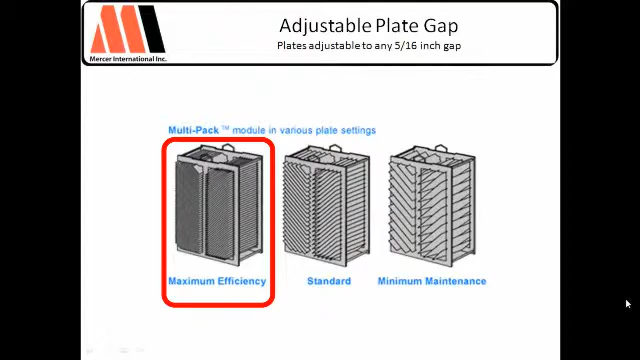 Adjustable Plate Gap
Plates adjustable to any 5/16 inch gap
Mercer International Inc.
Multi-Pack™ module in various plate settings
Maximum Efficiency
Standard
Minimum Maintenance